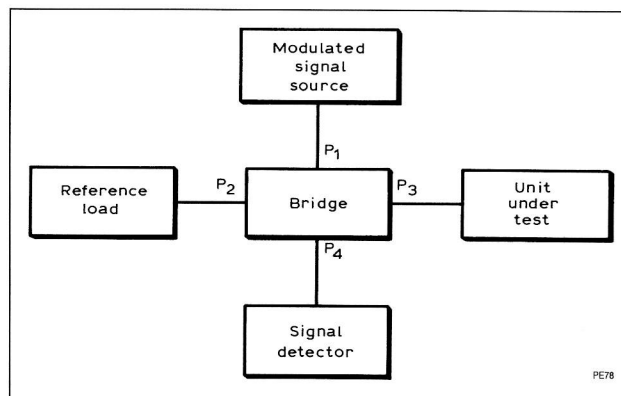 Modulated
signal
source
P1
P2
P3
Reference
load
Bridge
Unit
under
test
P4
Signal
detector
PE78